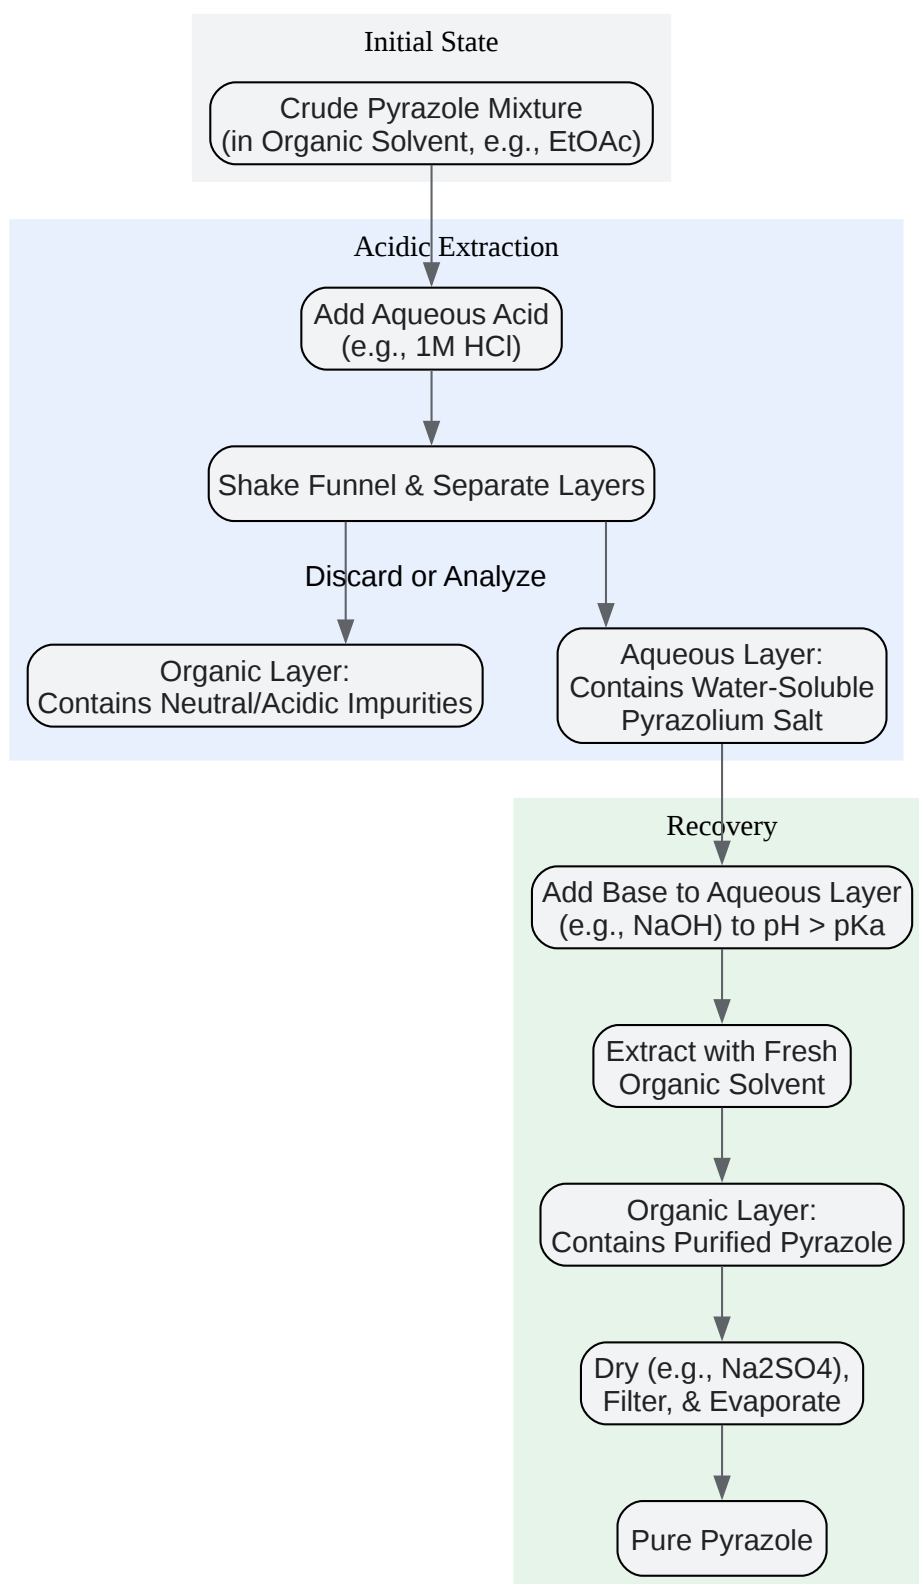 Initial State
Crude Pyrazole Mixture
(in Organic Solvent, e.g., EtOAc)
Acidic Extraction
Add Aqueous Acid
(e.g., 1M HCl)
Shake Funnel & Separate Layers
Discard or Analyze
Organic Layer:
Contains Neutral/Acidic Impurities
Aqueous Layer:
Contains Water-Soluble
Pyrazolium Salt
Recovery
Add Base to Aqueous Layer
(e.g., NaOH) to pH > pKa
Extract with Fresh
Organic Solvent
Organic Layer:
Contains Purified Pyrazole
Dry (e.g., Na2SO4),
Filter, & Evaporate
Pure Pyrazole